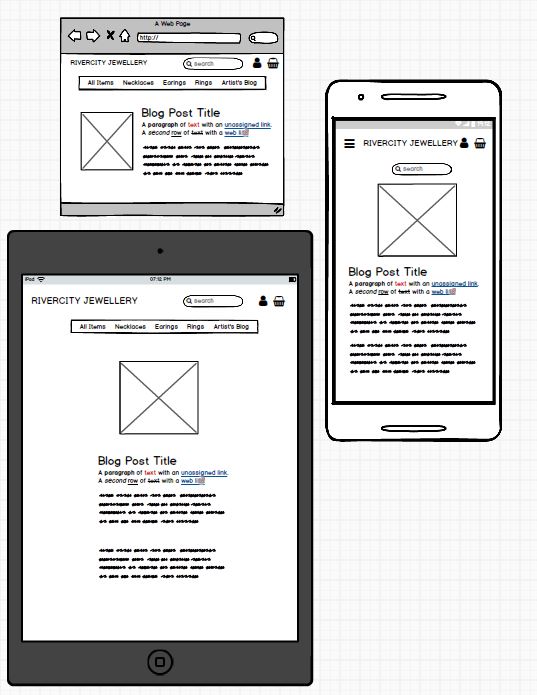 A Web Page
http://
RIVERCITY JEWELLERY
search
All Items Necklaces Earings Rings Artist's Blog
Blog Post Title
A paragraph of text with an unassigned link.
A second row of text with a web link
iPod 07:12 PM
RIVERCITY JEWELLERY
search
All Items Necklaces Earings Rings Artist's Blog
Blog Post Title
A paragraph of text with an unassigned link.
A second row of text with a web link
RIVERCITY JEWELLERY
search
Blog Post Title
A paragraph of text with an unassigned link.
A second row of text with a web link